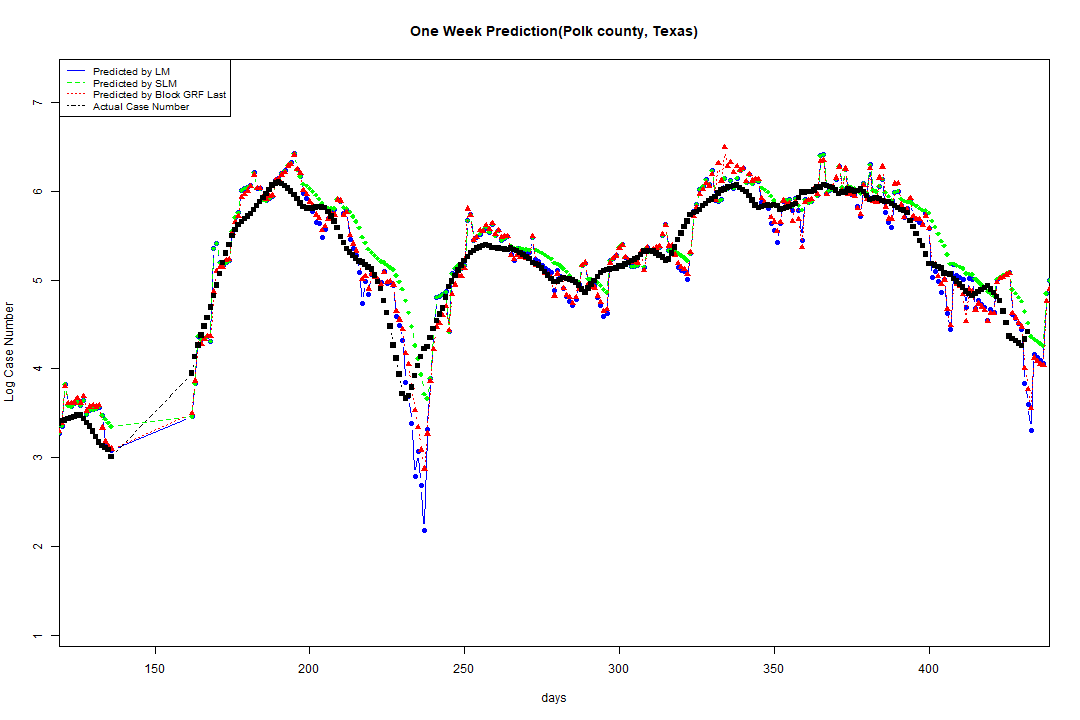 One Week Prediction(Polk county, Texas)
Predicted by LM
Predicted by SLM
Predicted by Block GRF Last
Actual Case Number
7
6
5
4
3
2
1
Log Case Number
150 200 250 300 350 400
days